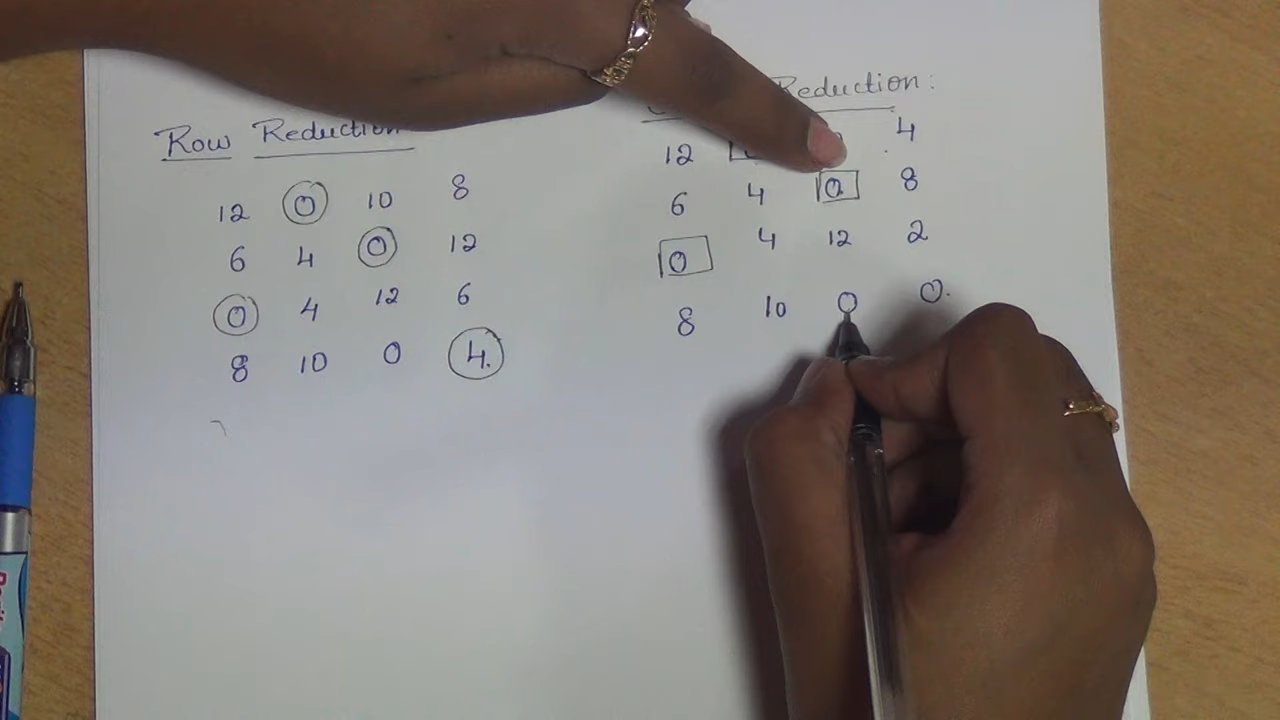 Row Reduction
12 0 10 8
6 4 0 12
0 4 12 6
8 10 0 4.
Reduction:
12 4
6 4 0 8
0 4 12 2
8 10 0 0.